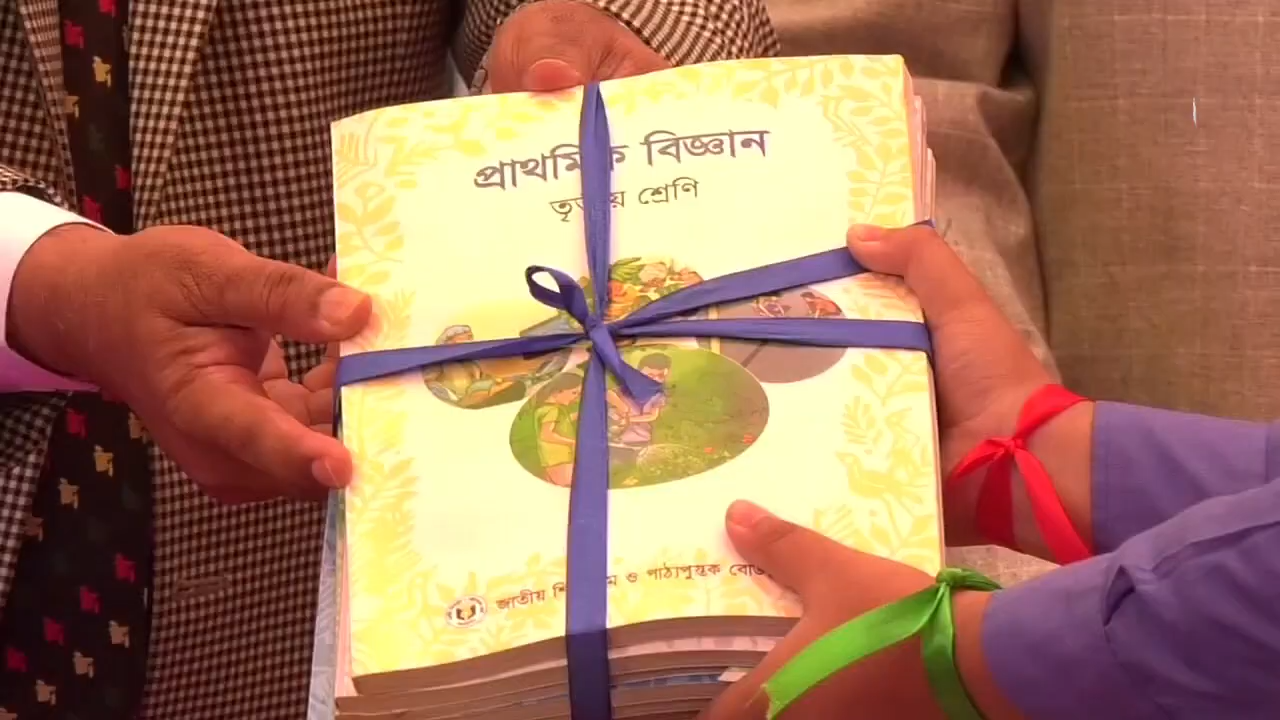 প্রাথমিক বিজ্ঞান
তৃতীয় শ্রেণি
জাতীয় ও পাঠ্যপুস্তক বোর্ড